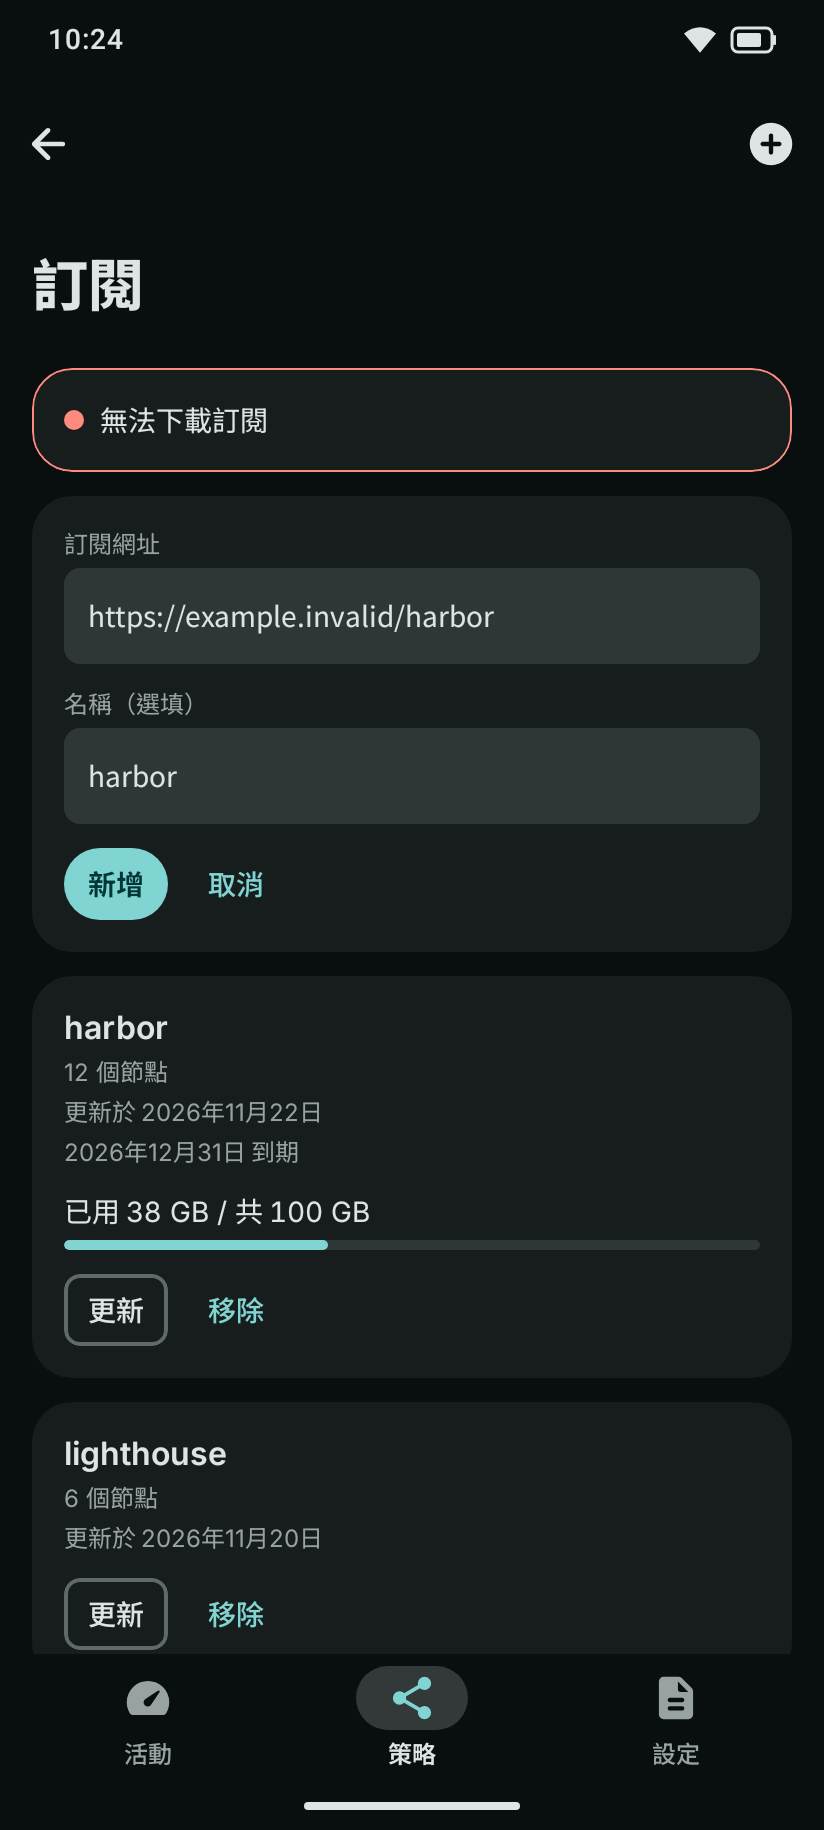 10:24
訂閱
無法下載訂閱
訂閱網址
https://example.invalid/harbor
名稱（選填）
harbor
新增
取消
harbor
12 個節點
更新於 2026年11月22日
2026年12月31日 到期
已用 38 GB / 共 100 GB
更新
移除
lighthouse
6 個節點
更新於 2026年11月20日
更新
移除
活動
策略
設定